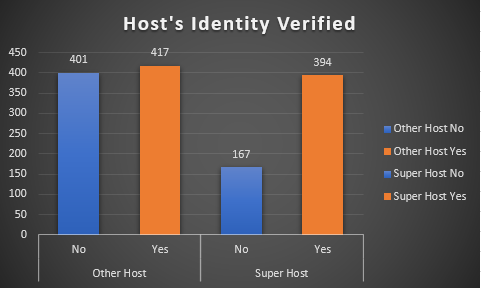 Host's Identity Verified
450
400
350
300
250
200
150
100
50
0
401
417
167
394
No
Yes
No
Yes
Other Host
Super Host
Other Host No
Other Host Yes
Super Host No
Super Host Yes